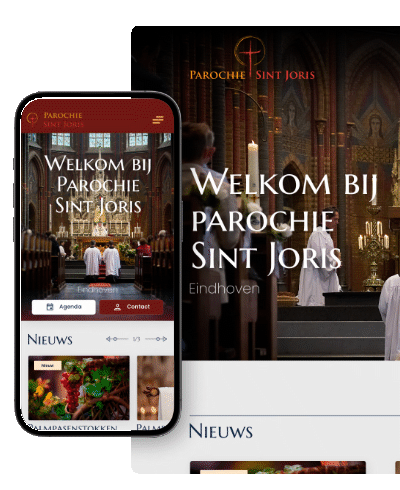 PAROCHIE SINT JORIS
WELKOM BIJ
PAROCHIE
SINT JORIS
Eindhoven
NIEUWS
PAROCHIE
SINT JORIS
WELKOM BIJ
PAROCHIE
SINT JORIS
Eindhoven
Agenda
Contact
NIEUWS
1/3
PALMPASENSTOKKEN
PALM